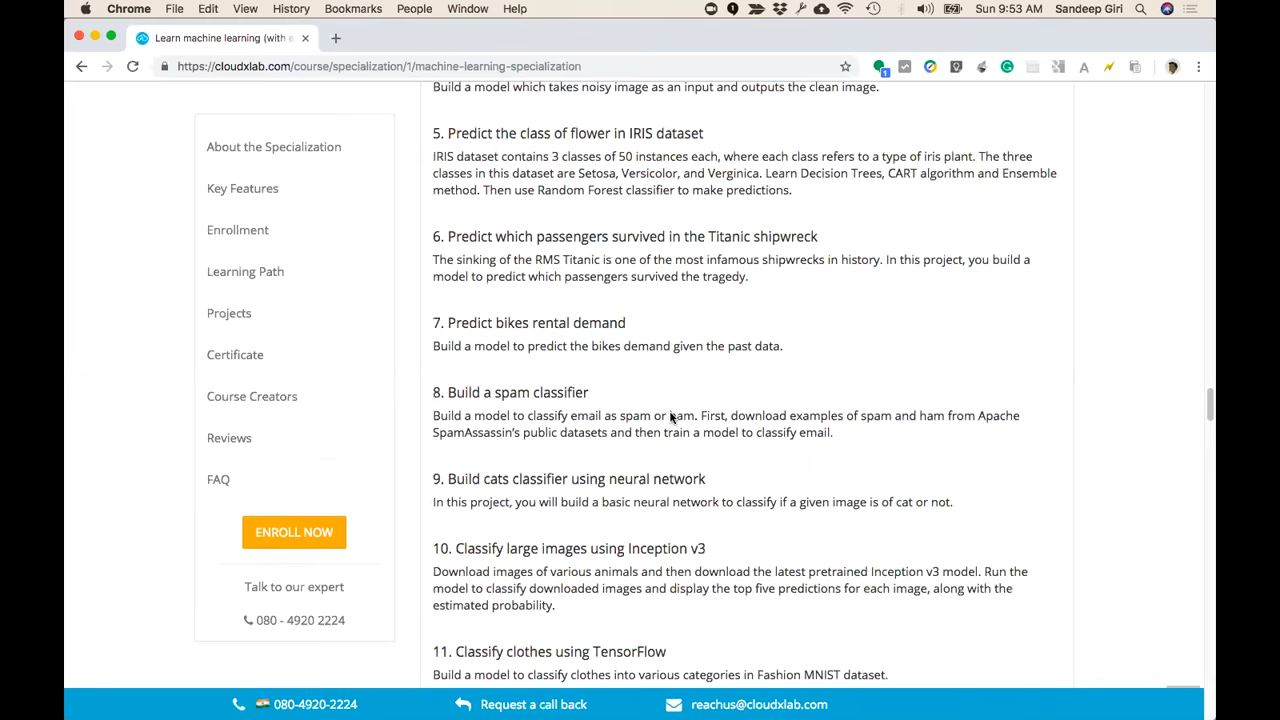 Chrome File Edit View History Bookmarks People Window Help Sun 9:53 AM Sandeep Giri
Learn machine learning (with e
https://cloudxlab.com/course/specialization/1/machine-learning-specialization
1
About the Specialization
Key Features
Enrollment
Learning Path
Projects
Certificate
Course Creators
Reviews
FAQ
ENROLL NOW
Talk to our expert
080 - 4920 2224
Build a model which takes noisy image as an input and outputs the clean image.
5. Predict the class of flower in IRIS dataset
IRIS dataset contains 3 classes of 50 instances each, where each class refers to a type of iris plant. The three
classes in this dataset are Setosa, Versicolor, and Verginica. Learn Decision Trees, CART algorithm and Ensemble
method. Then use Random Forest classifier to make predictions.
6. Predict which passengers survived in the Titanic shipwreck
The sinking of the RMS Titanic is one of the most infamous shipwrecks in history. In this project, you build a
model to predict which passengers survived the tragedy.
7. Predict bikes rental demand
Build a model to predict the bikes demand given the past data.
8. Build a spam classifier
Build a model to classify email as spam or ham. First, download examples of spam and ham from Apache
SpamAssassin's public datasets and then train a model to classify email.
9. Build cats classifier using neural network
In this project, you will build a basic neural network to classify if a given image is of cat or not.
10. Classify large images using Inception v3
Download images of various animals and then download the latest pretrained Inception v3 model. Run the
model to classify downloaded images and display the top five predictions for each image, along with the
estimated probability.
11. Classify clothes using TensorFlow
Build a model to classify clothes into various categories in Fashion MNIST dataset.
080-4920-2224 Request a call back reachus@cloudxlab.com